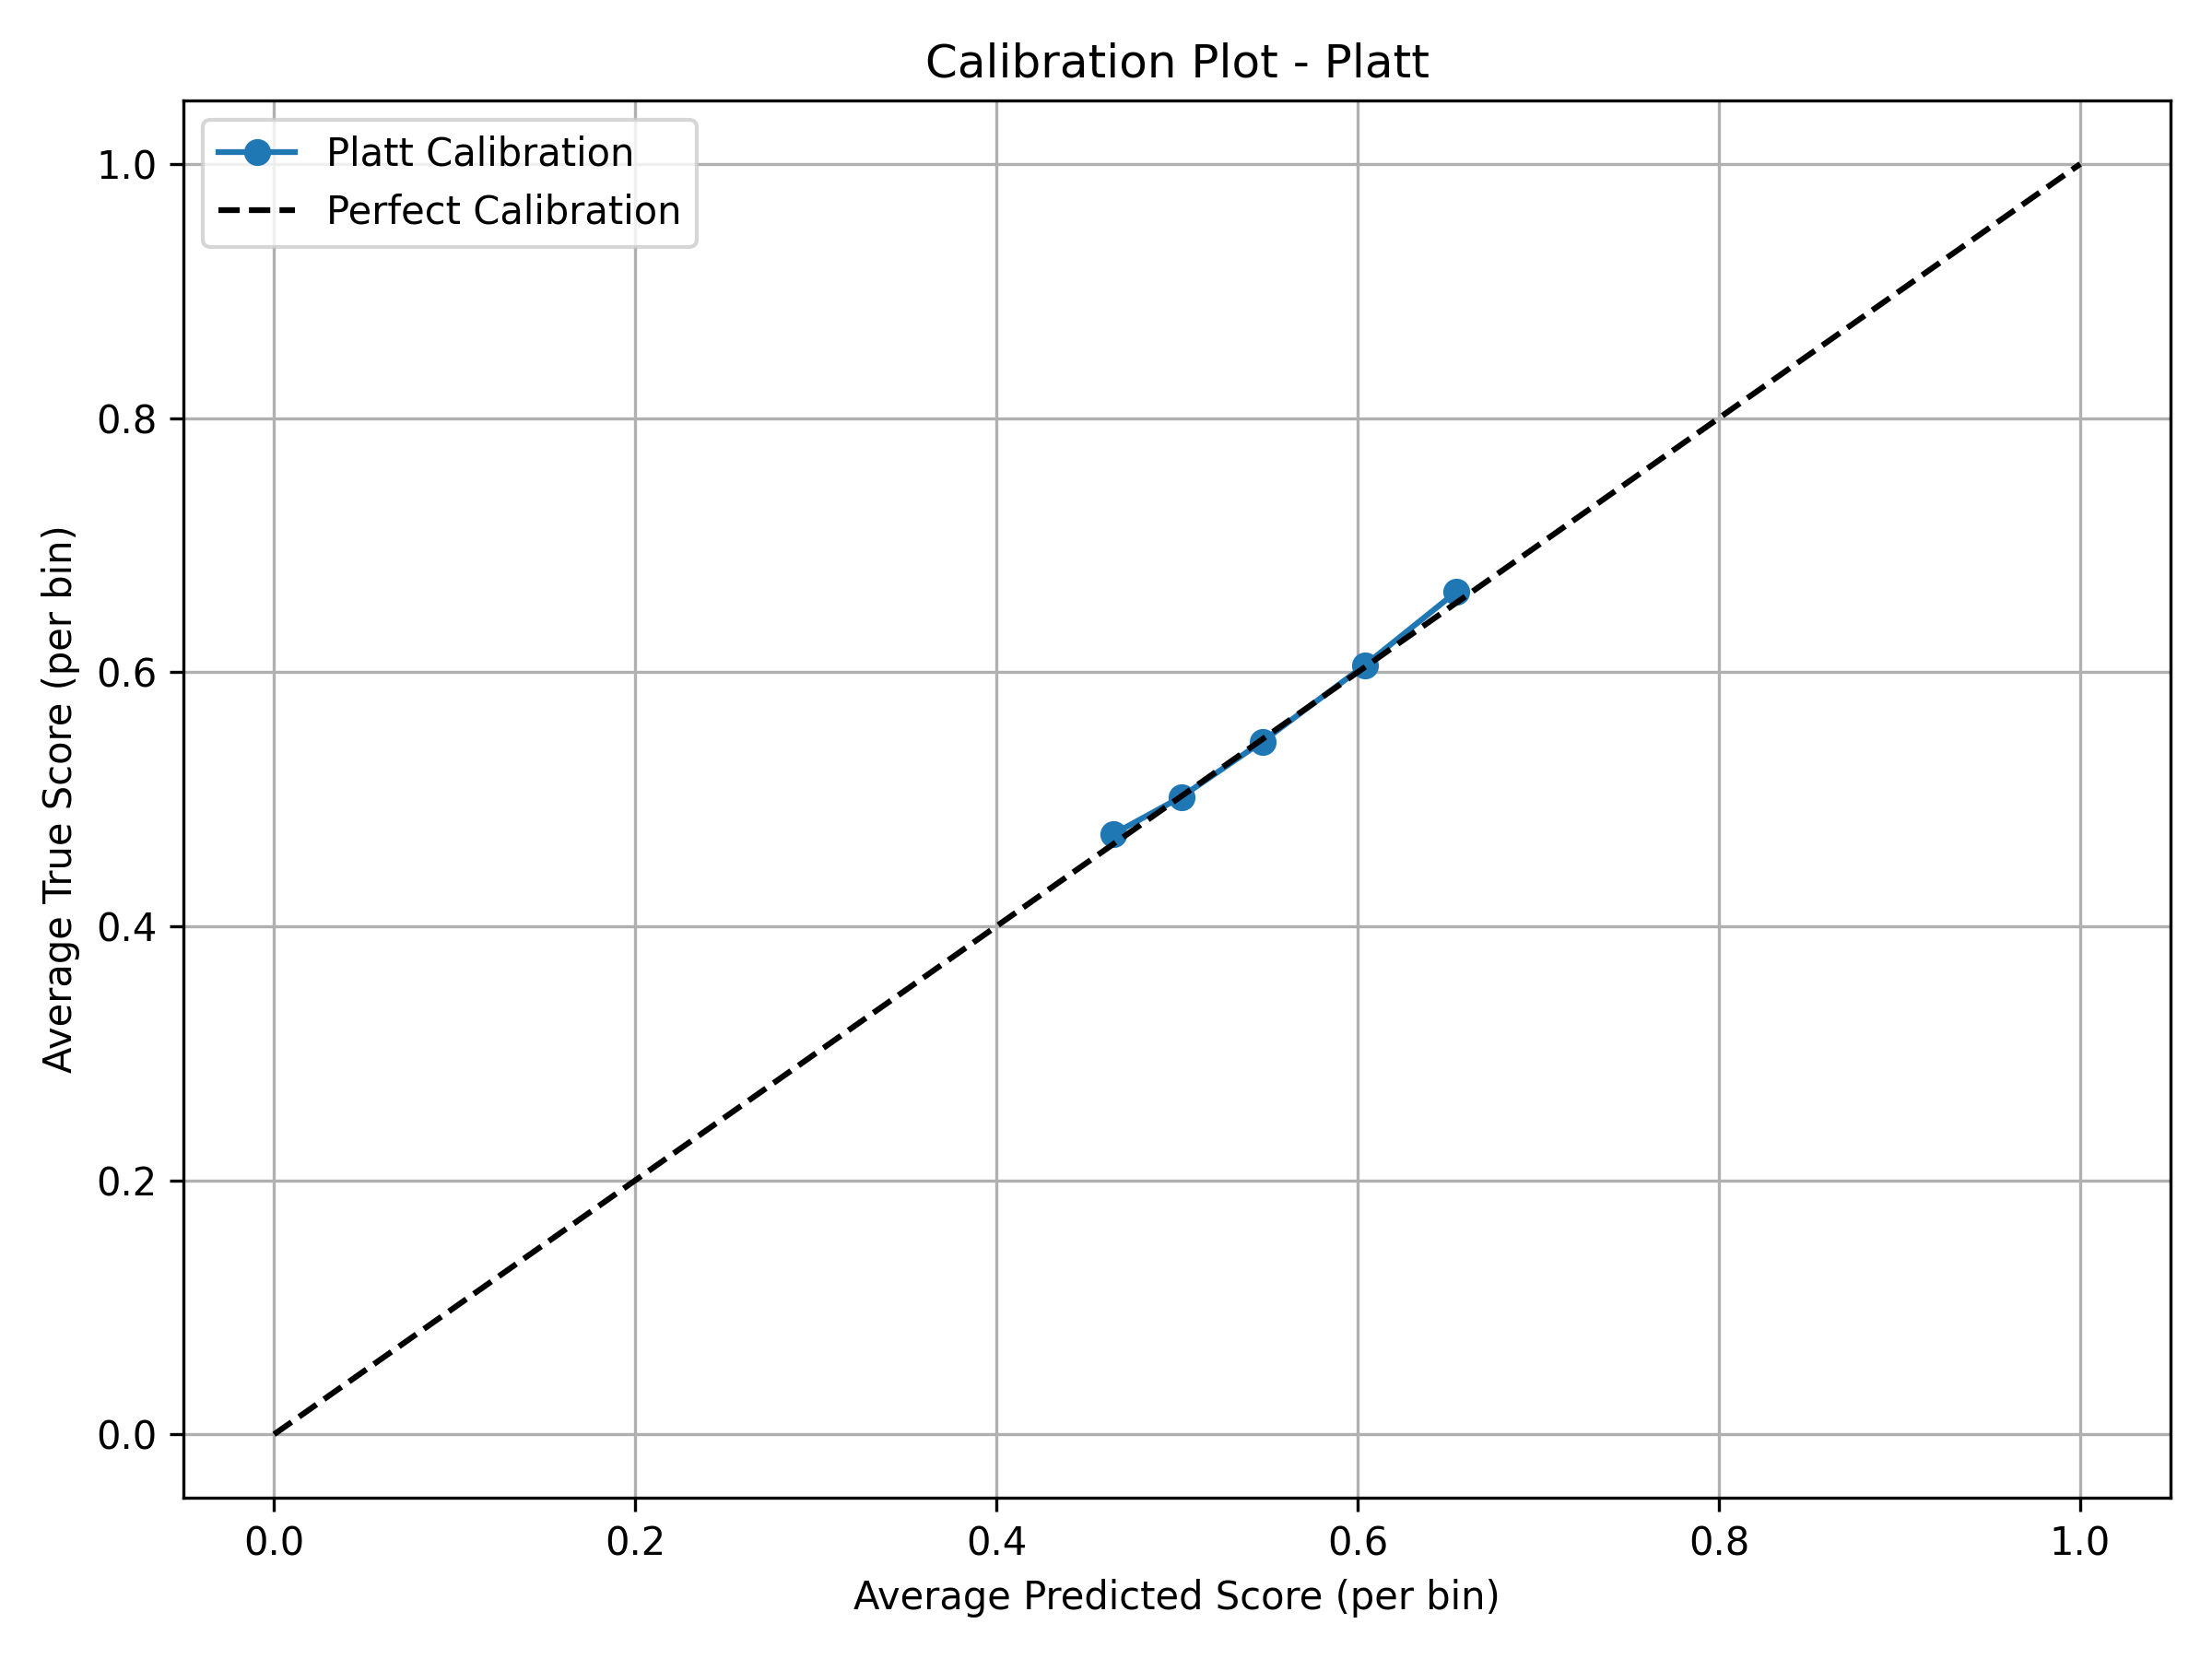 Calibration Plot - Platt
Platt Calibration
Perfect Calibration
1.0
0.8
0.6
0.4
0.2
0.0
Average True Score (per bin)
0.0 0.2 0.4 0.6 0.8 1.0
Average Predicted Score (per bin)